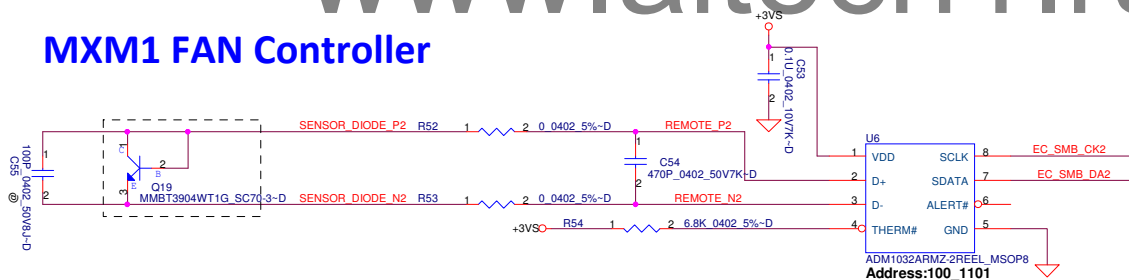 MXM1 FAN Controller
+3VS
1
C53
0.1U_0402_10V7K~D
2
SENSOR_DIODE_P2 R52 1 2 0_0402_5%~D REMOTE_P2
U6
1
C55
100P_0402_50V8J~D
2
@
1
C
2
B
E
3
Q19
MMBT3904WT1G_SC70-3~D
1
C54
470P_0402_50V7K~D
2
1 VDD SCLK 8 EC_SMB_CK2
2 D+ SDATA 7 EC_SMB_DA2
SENSOR_DIODE_N2 R53 1 2 0_0402_5%~D REMOTE_N2
3 D- ALERT# 6
+3VS R54 1 2 6.8K_0402_5%~D
4 THERM# GND 5
ADM1032ARMZ-2REEL_MSOP8
Address:100_1101